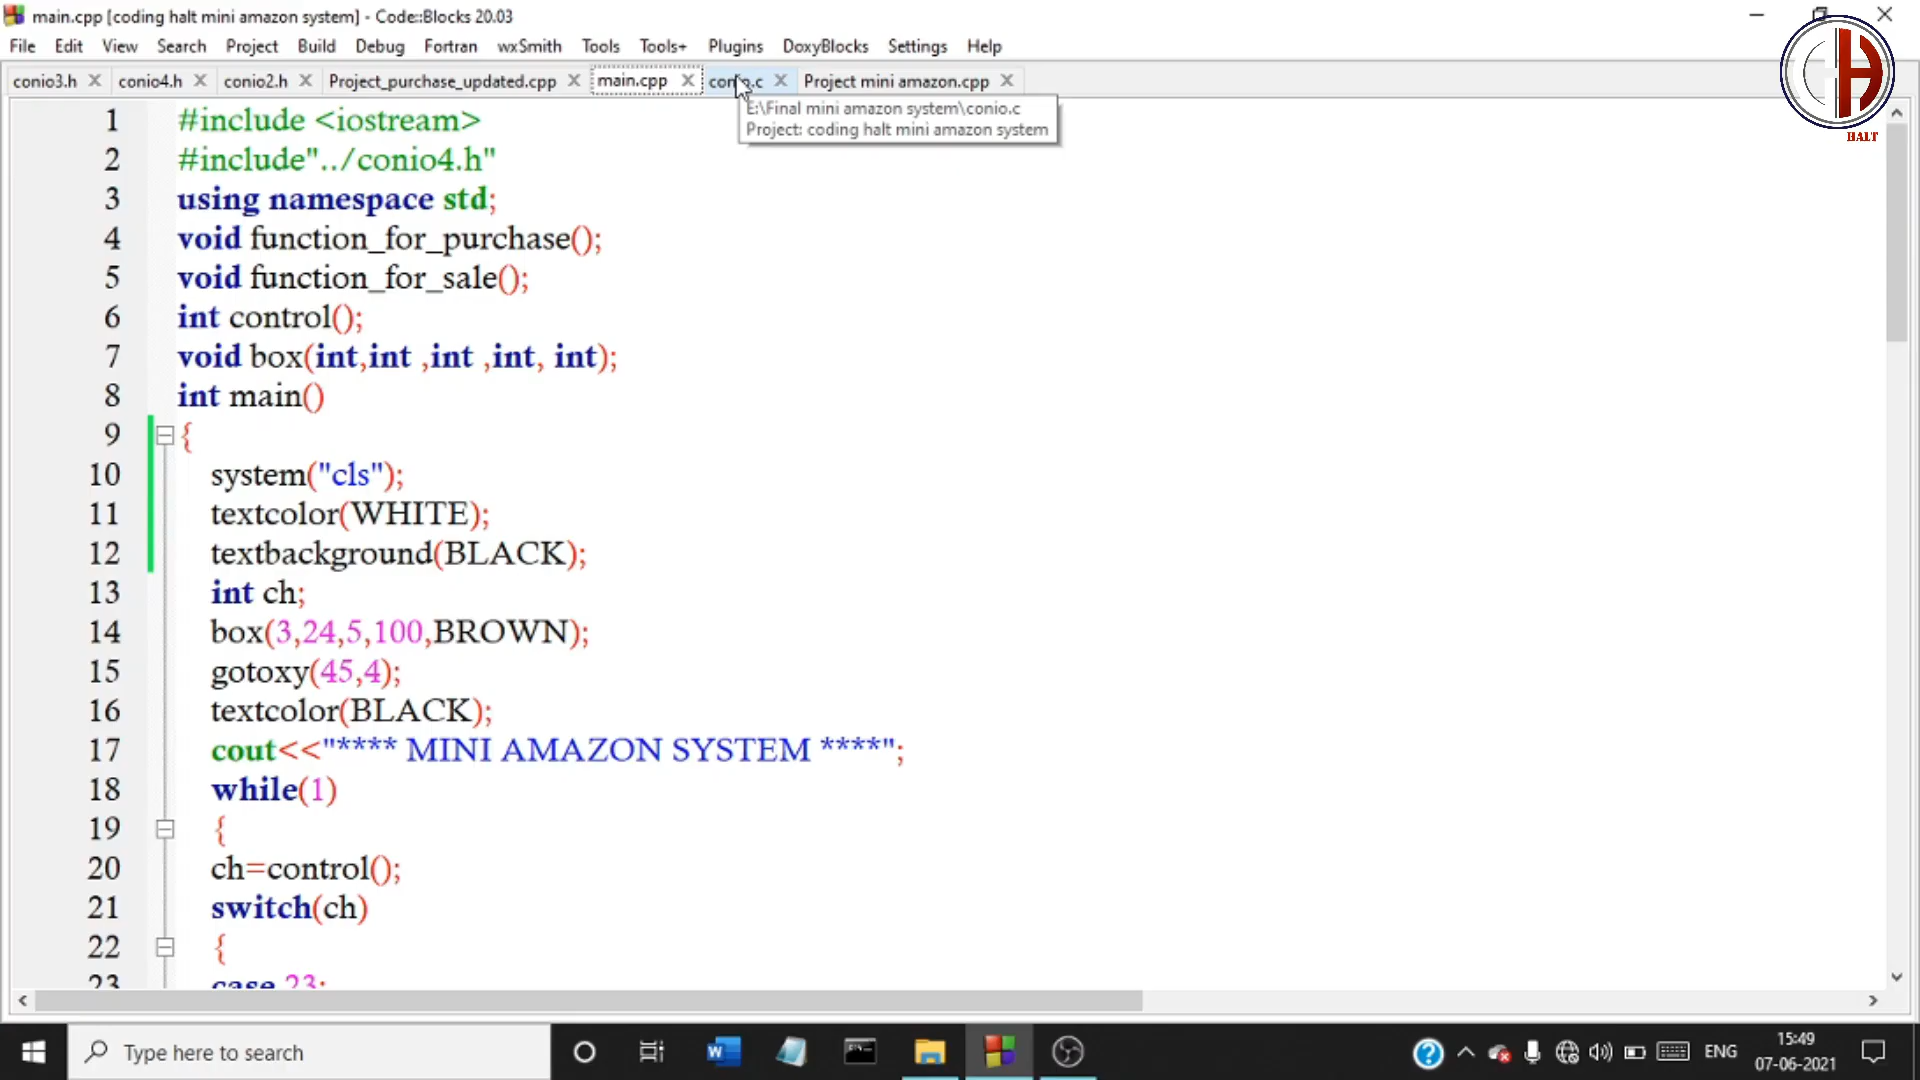 main.cpp [coding halt mini amazon system] - Code::Blocks 20.03
File Edit View Search Project Build Debug Fortran wxSmith Tools Tools+ Plugins DoxyBlocks Settings Help
conio3.h conio4.h conio2.h Project_purchase_updated.cpp main.cpp conio.c Project mini amazon.cpp
E:\Final mini amazon system\conio.c
Project: coding halt mini amazon system
CH
HALT
1 #include <iostream>
2 #include"../conio4.h"
3 using namespace std;
4 void function_for_purchase();
5 void function_for_sale();
6 int control();
7 void box(int,int ,int ,int, int);
8 int main()
9 {
10 system("cls");
11 textcolor(WHITE);
12 textbackground(BLACK);
13 int ch;
14 box(3,24,5,100,BROWN);
15 gotoxy(45,4);
16 textcolor(BLACK);
17 cout<<"**** MINI AMAZON SYSTEM ****";
18 while(1)
19 {
20 ch=control();
21 switch(ch)
22 {
23 case 23:
Type here to search
ENG
15:49
07-06-2021